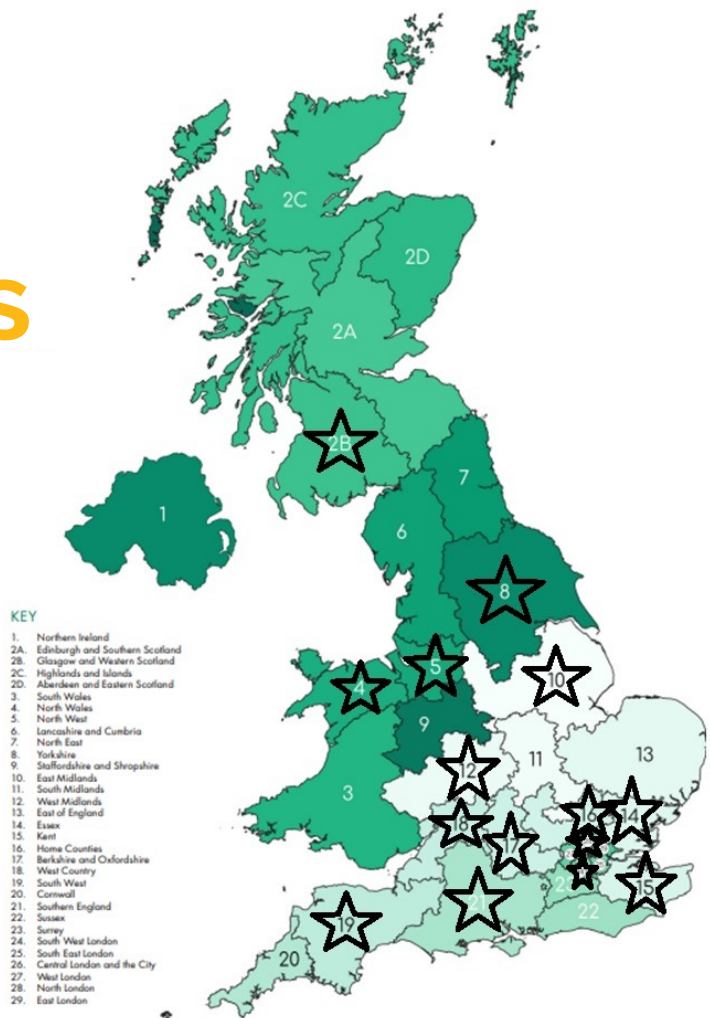 2C
2D
2A
s
2B
7
1
6
8
KEY
1. Northern Ireland
2A. Edinburgh and Southern Scotland
2B. Glasgow and Western Scotland
2C. Highlands and Islands
2D. Aberdeen and Eastern Scotland
3. South Wales
4. North Wales
5. North West
6. Lancashire and Cumbria
7. North East
8. Yorkshire
9. Staffordshire and Shropshire
10. East Midlands
11. South Midlands
12. West Midlands
13. East of England
14. Essex
15. Kent
16. Home Counties
17. Berkshire and Oxfordshire
18. West Country
19. South West
20. Cornwall
21. Southern England
22. Sussex
23. Surrey
24. South West London
25. South East London
26. Central London and the City
27. West London
28. North London
29. East London
5
4
10
9
11
13
12
3
16
14
18
17
23
15
21
22
19
20